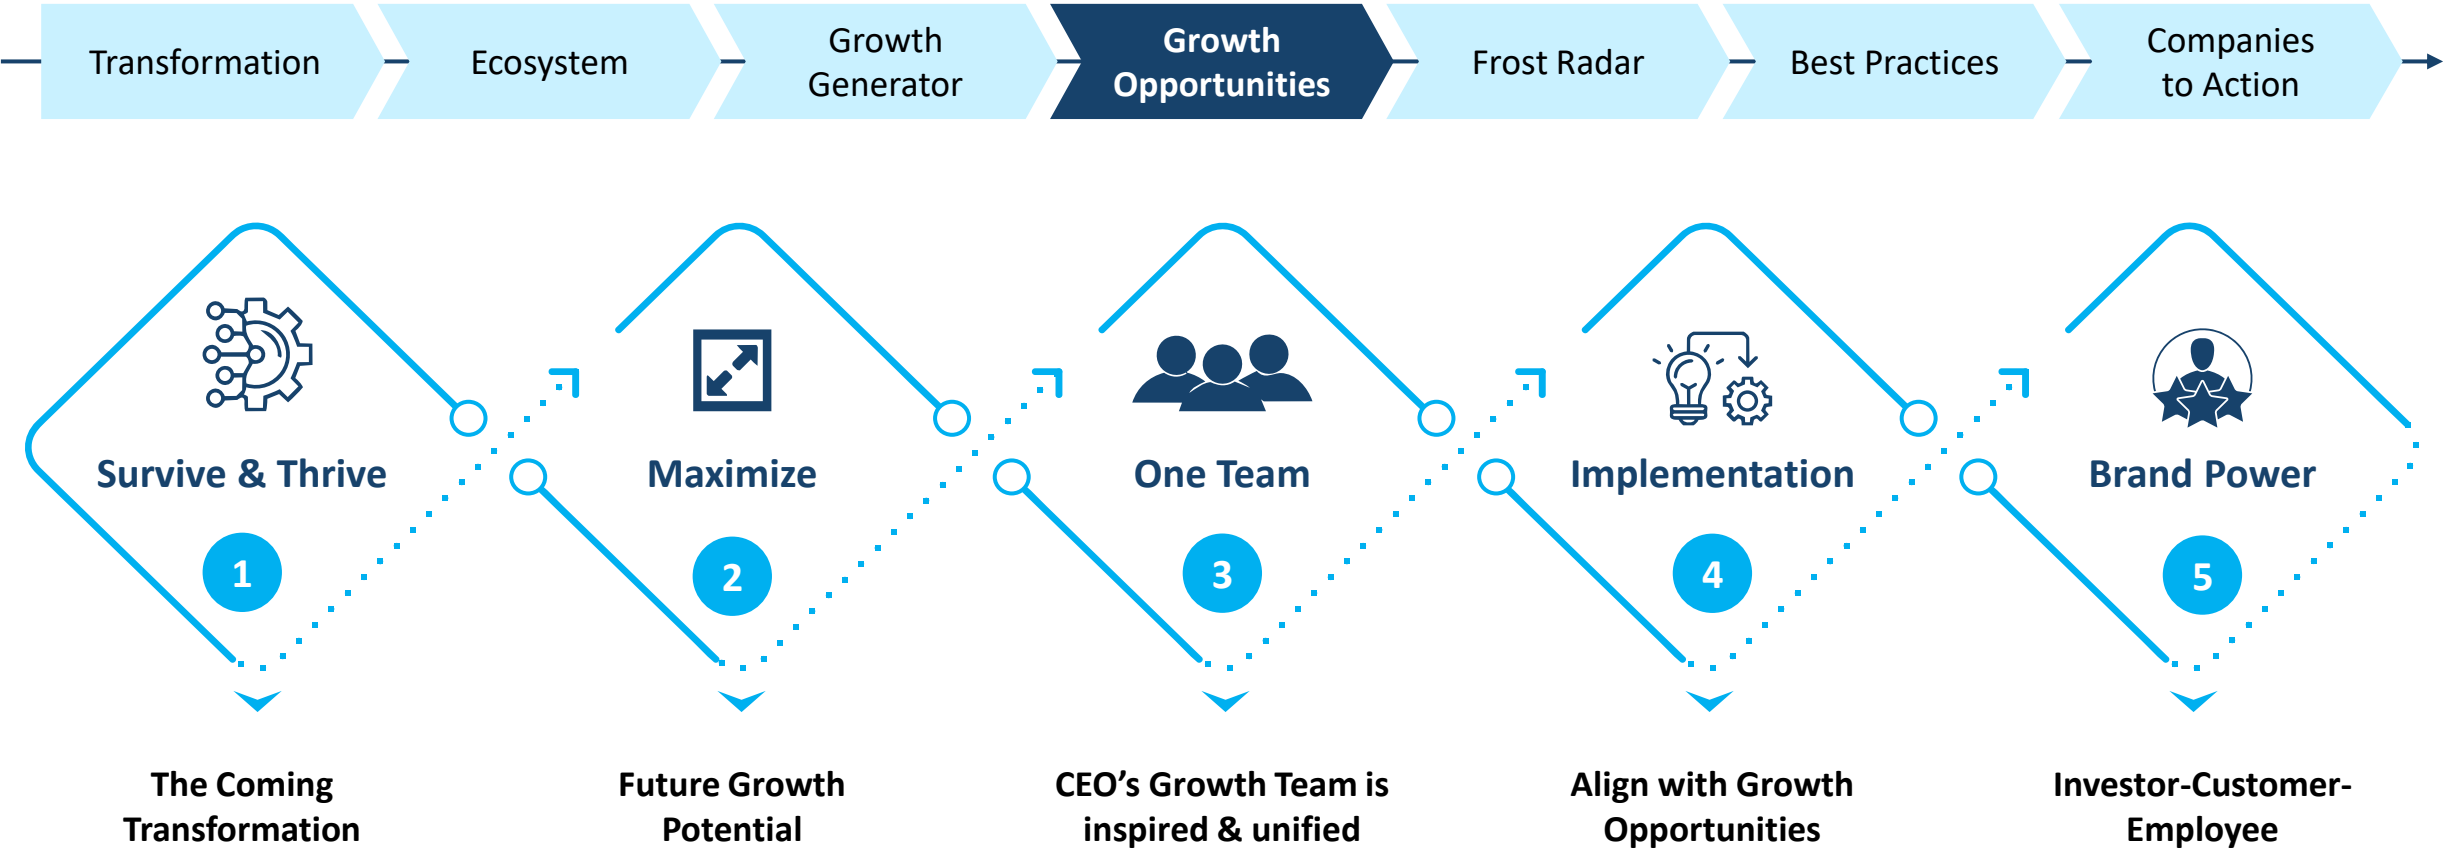 Transformation
Ecosystem
Growth
Generator
Growth
Opportunities
Frost Radar
Best Practices
Companies
to Action
Survive & Thrive
1
The Coming
Transformation
Maximize
2
Future Growth
Potential
One Team
3
CEO’s Growth Team is
inspired & unified
Implementation
4
Align with Growth
Opportunities
Brand Power
5
Investor-Customer-
Employee